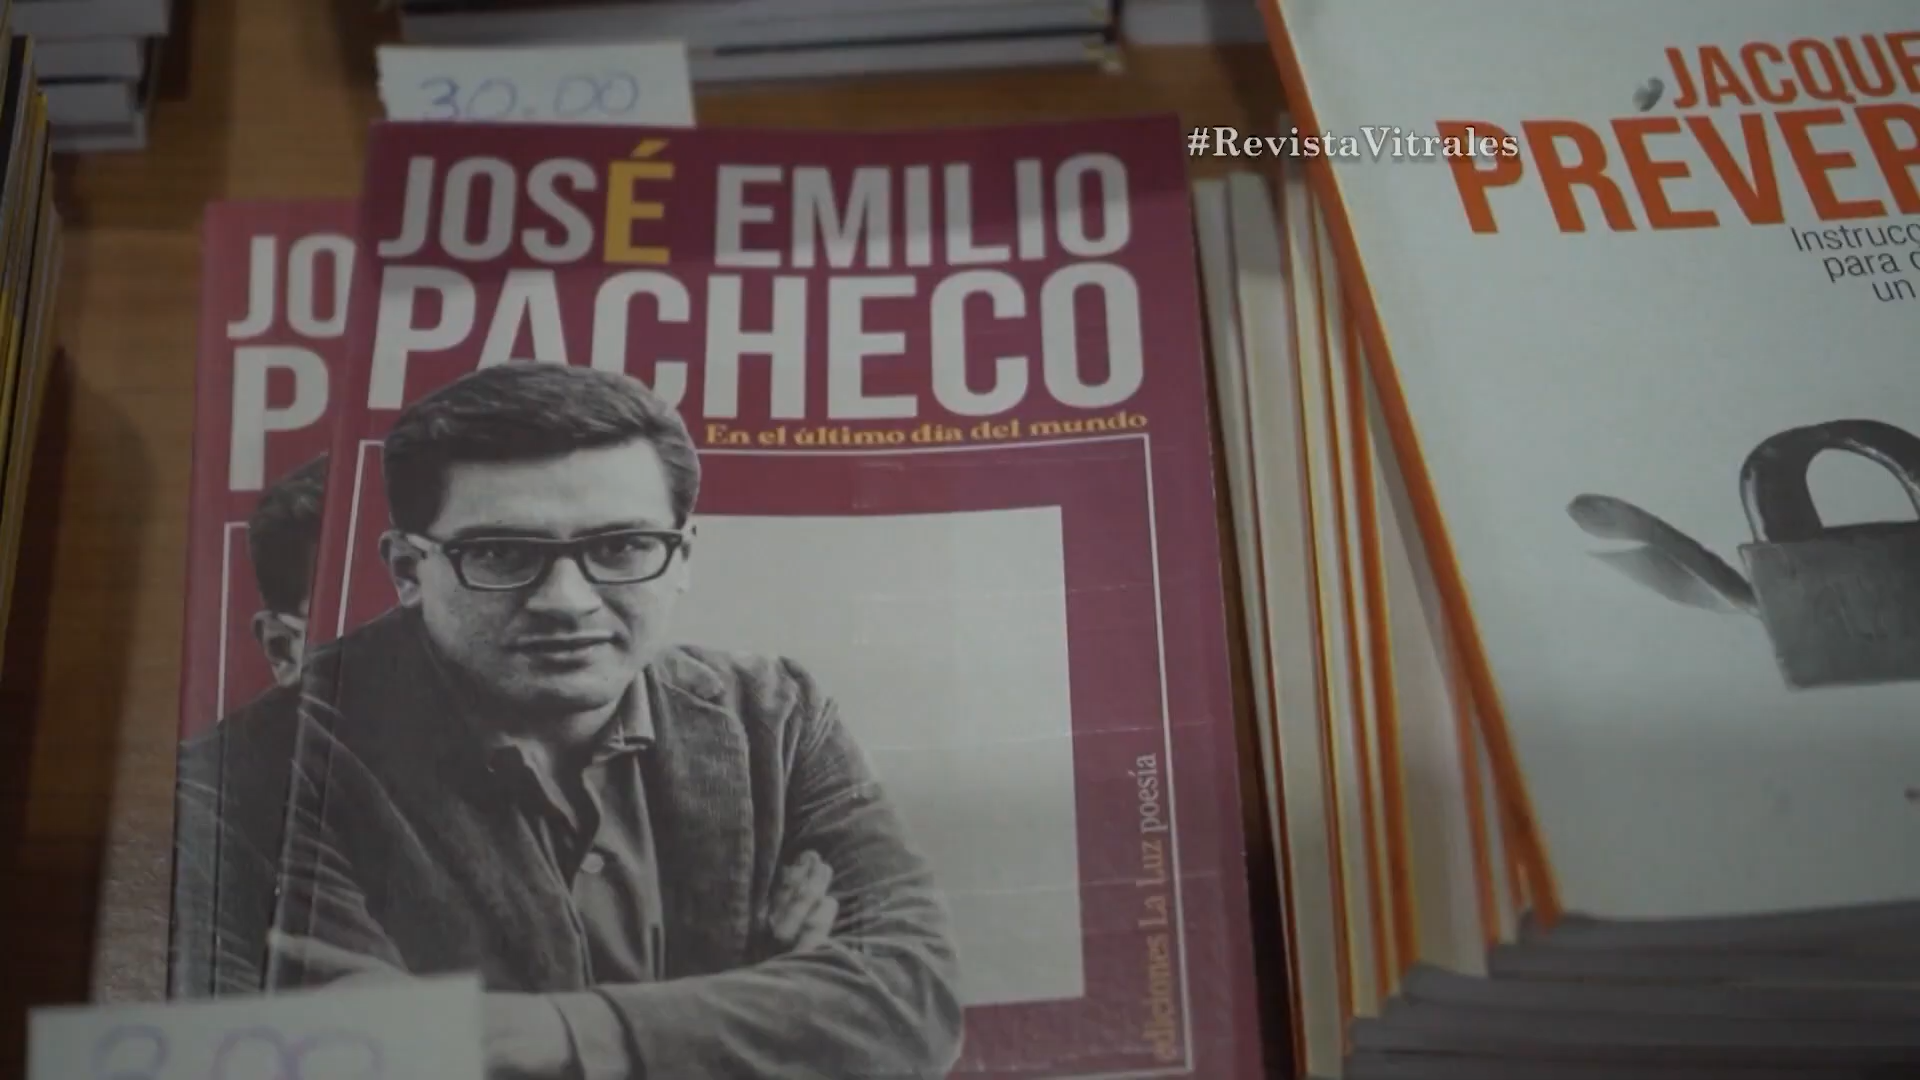 30.00
#RevistaVitrales
JOSÉ EMILIO
PACHECO
En el último día del mundo
ediciones La Luz poesía
JO
P
JACQUE
PRÉVER
Instrucc
para
un